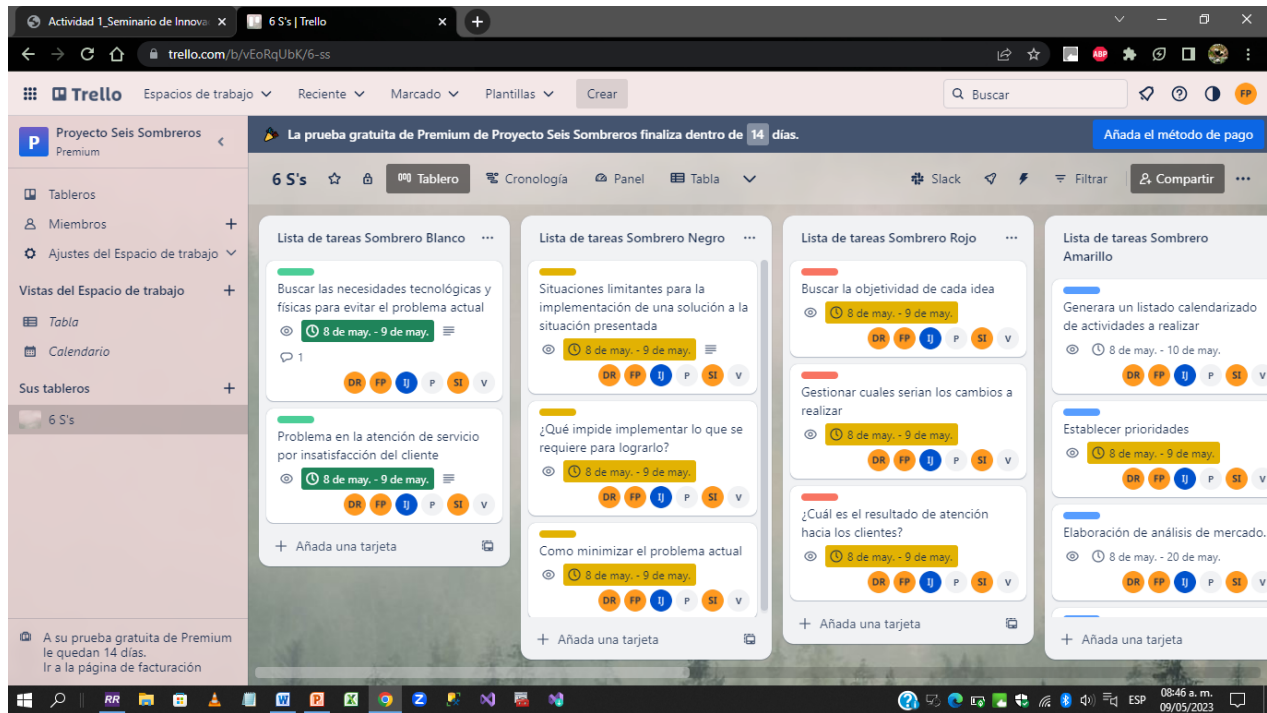 Actividad 1_Seminario de Innova
6 S's | Trello
trello.com/b/vEoRqUbK/6-ss
ABP
Trello
Espacios de trabajo
Reciente
Marcado
Plantillas
Crear
Buscar
FP
P
Proyecto Seis Sombreros
Premium
La prueba gratuita de Premium de Proyecto Seis Sombreros finaliza dentro de 14 días.
Añada el método de pago
Tableros
Miembros
Ajustes del Espacio de trabajo
Vistas del Espacio de trabajo
Tabla
Calendario
Sus tableros
6 S's
A su prueba gratuita de Premium
le quedan 14 días.
Ir a la página de facturación
6 S's
Tablero
Cronología
Panel
Tabla
Slack
Filtrar
Compartir
Lista de tareas Sombrero Blanco
Buscar las necesidades tecnológicas y
físicas para evitar el problema actual
8 de may. - 9 de may.
1
DR FP IJ P SI V
Problema en la atención de servicio
por insatisfacción del cliente
8 de may. - 9 de may.
DR FP IJ P SI V
Añada una tarjeta
Lista de tareas Sombrero Negro
Situaciones limitantes para la
implementación de una solución a la
situación presentada
8 de may. - 9 de may.
DR FP IJ P SI V
¿Qué impide implementar lo que se
requiere para lograrlo?
8 de may. - 9 de may.
DR FP IJ P SI V
Como minimizar el problema actual
8 de may. - 9 de may.
DR FP IJ P SI V
Añada una tarjeta
Lista de tareas Sombrero Rojo
Buscar la objetividad de cada idea
8 de may. - 9 de may.
DR FP IJ P SI V
Gestionar cuales serian los cambios a
realizar
8 de may. - 9 de may.
DR FP IJ P SI V
¿Cuál es el resultado de atención
hacia los clientes?
8 de may. - 9 de may.
DR FP IJ P SI V
Añada una tarjeta
Lista de tareas Sombrero
Amarillo
Generara un listado calendarizado
de actividades a realizar
8 de may. - 10 de may.
DR FP IJ P SI V
Establecer prioridades
8 de may. - 9 de may.
DR FP IJ P SI V
Elaboración de análisis de mercado.
8 de may. - 20 de may.
DR FP IJ P SI V
Añada una tarjeta
RR
ESP
08:46 a. m.
09/05/2023